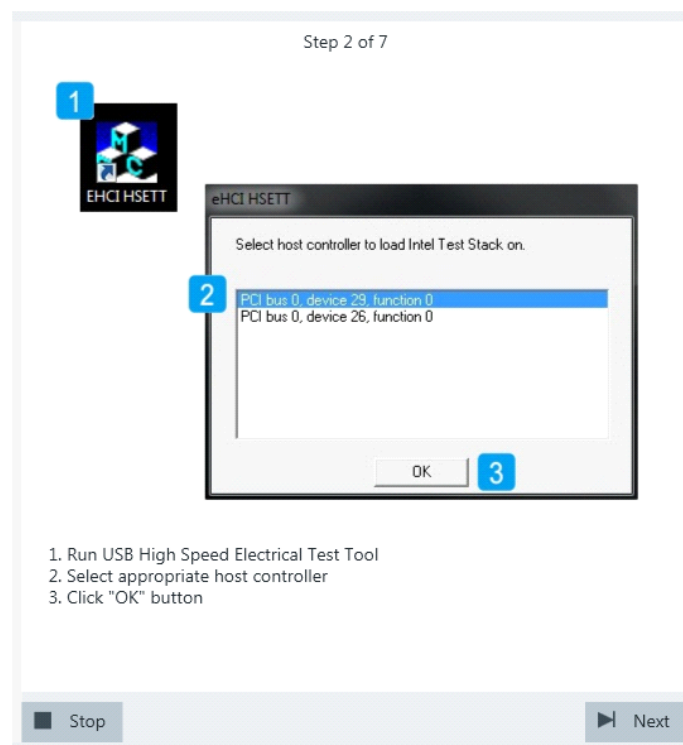 Step 2 of 7
1
EHCI HSETT
eHCI HSETT
Select host controller to load Intel Test Stack on.
2
PCI bus 0, device 29, function 0
PCI bus 0, device 26, function 0
OK
3
1. Run USB High Speed Electrical Test Tool
2. Select appropriate host controller
3. Click "OK" button
Stop
Next